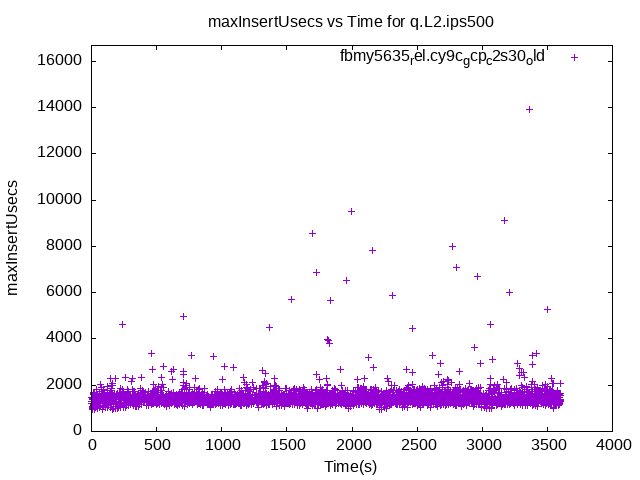 maxInsertUsecs vs Time for q.L2.ips500
fbmy5635rel.cy9cgcpc2s30old
16000
14000
12000
10000
8000
6000
4000
2000
0
maxInsertUsecs
0 500 1000 1500 2000 2500 3000 3500 4000
Time(s)